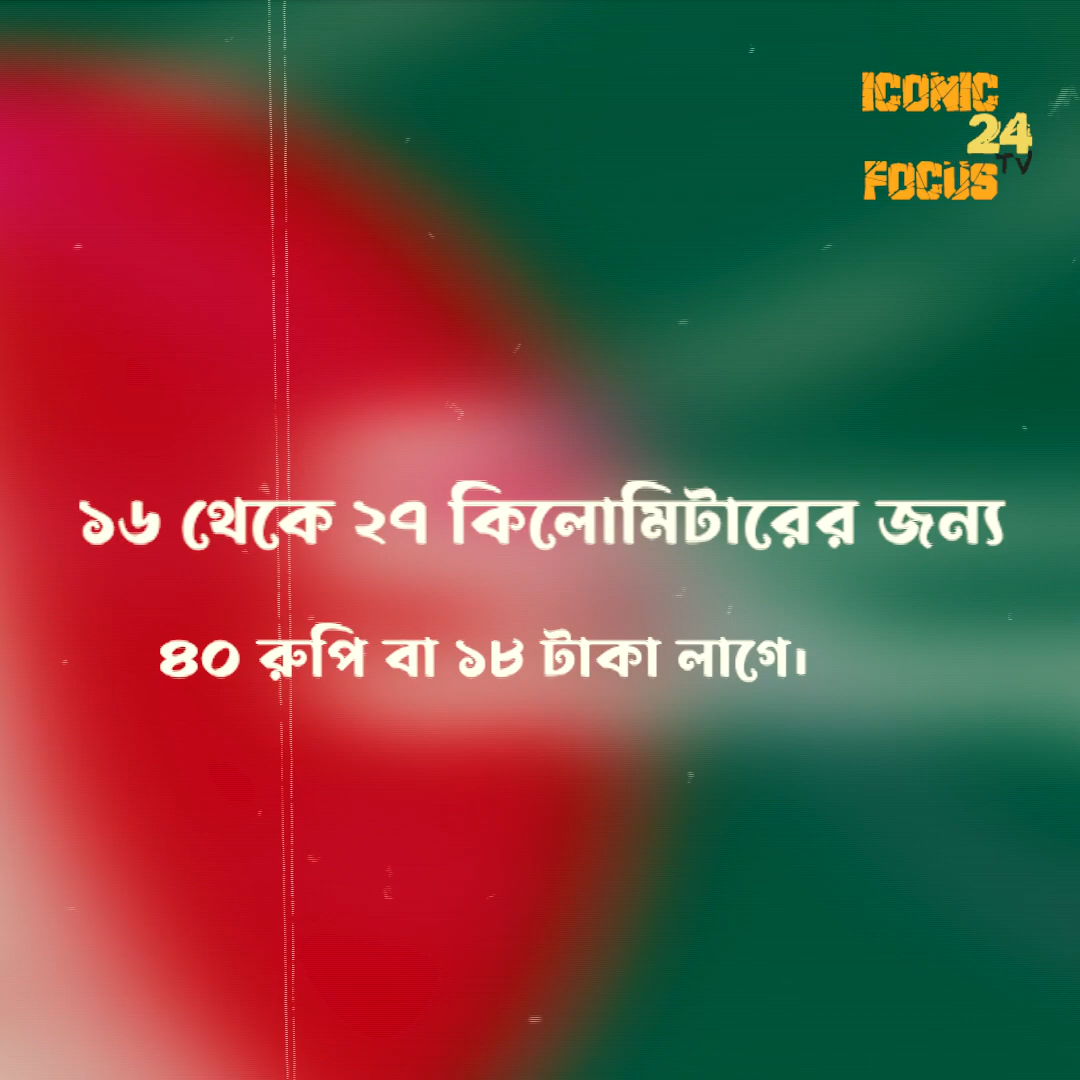 ICONIC
24
TV
FOCUS
১৬ থেকে ২৭ কিলোমিটারের জন্য
৪০ রুপি বা ১৮ টাকা লাগে।